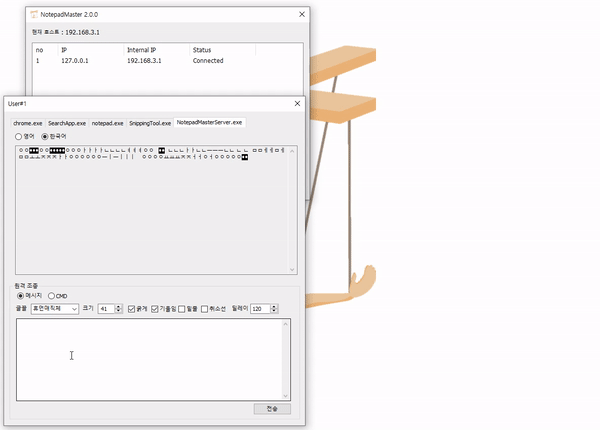 NotepadMaster 2.0.0
현재 호스트: 192.168.3.1
no IP Internal IP Status
1 127.0.0.1 192.168.3.1 Connected
User#1
chrome.exe SearchApp.exe notepad.exe SnippingTool.exe NotepadMasterServer.exe
영어 한국어
원격 조종
메시지 CMD
글꼴 휴먼매직체 크기 41 굵게 기울임 밑줄 취소선 딜레이 120
전송